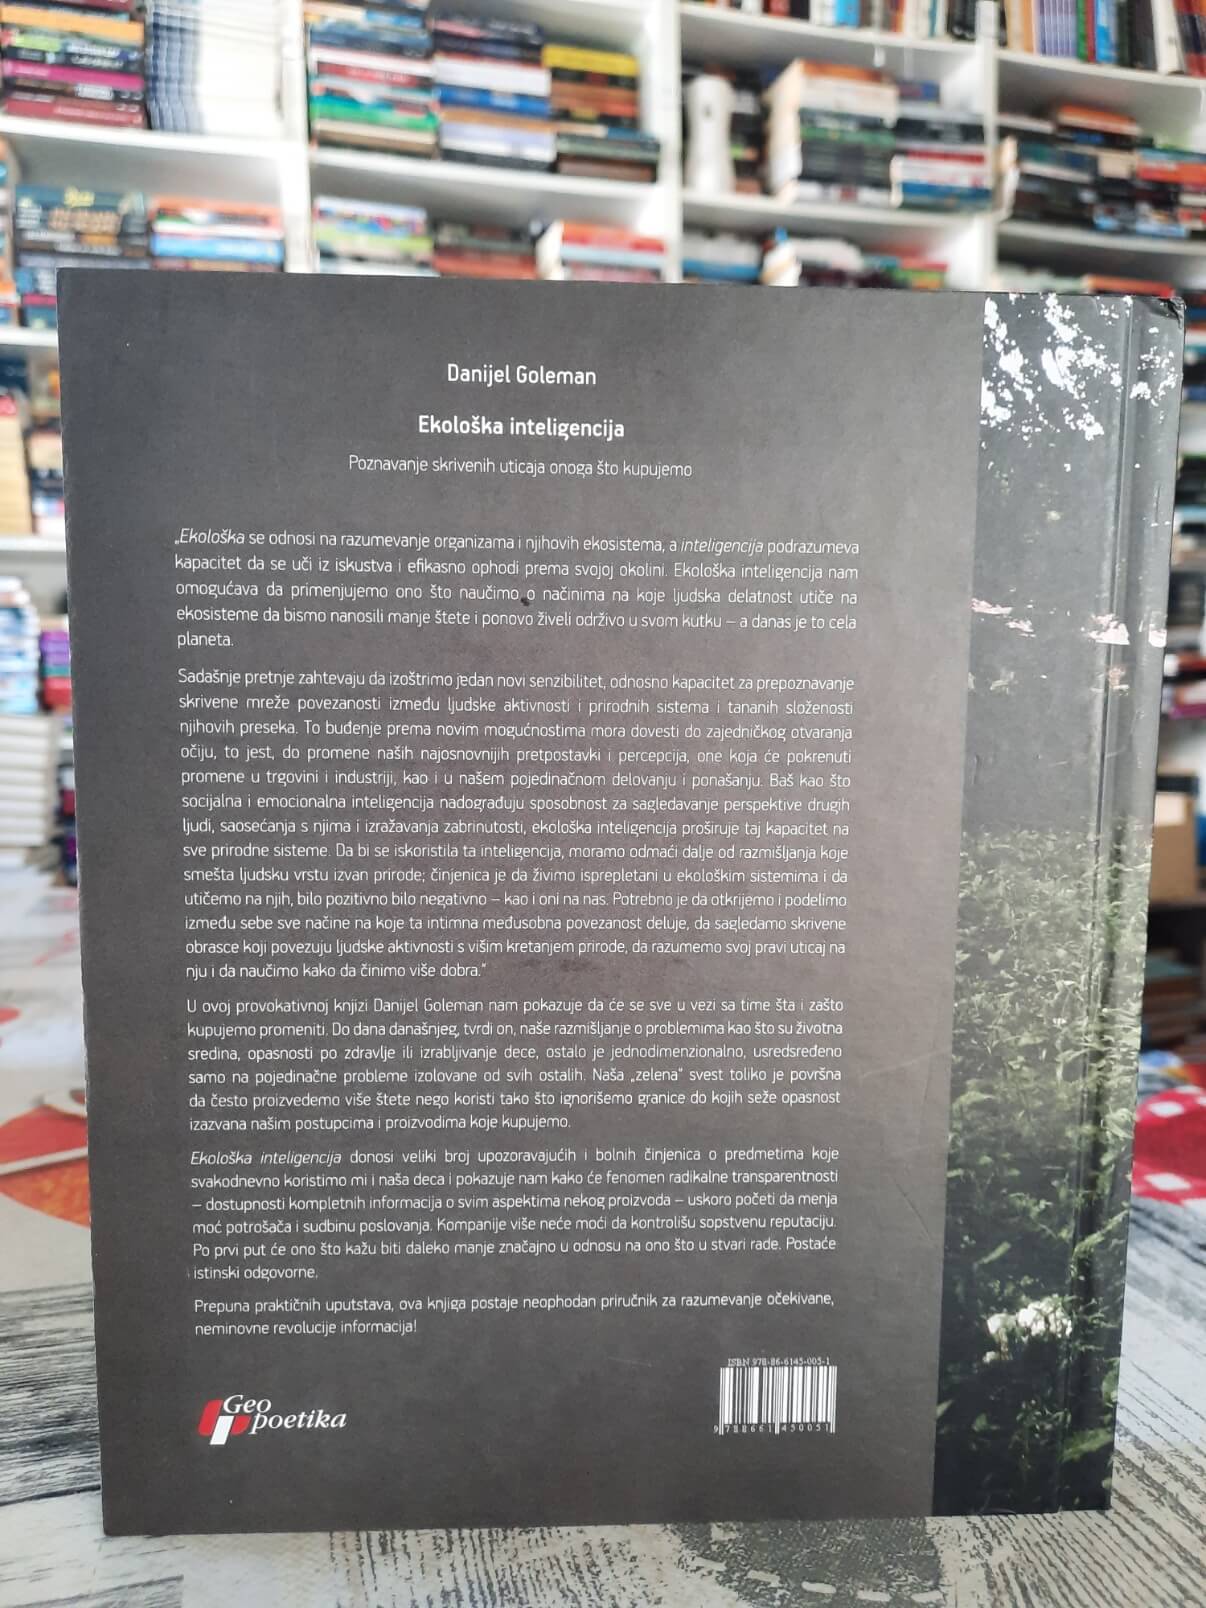 Danijel Goleman
Ekološka inteligencija
Poznavanje skrivenih uticaja onoga što kupujemo
„Ekološka se odnosi na razumevanje organizama i njihovih ekosistema, a inteligencija podrazumeva
kapacitet da se uči iz iskustva i efikasno ophodi prema svojoj okolini. Ekološka inteligencija nam
omogućava da primenjujemo ono što naučimo o načinima na koje ljudska delatnost utiče na
ekosisteme da bismo nanosili manje štete i ponovo živeli održivo u svom kutku – a danas je to cela
planeta.
Sadašnje pretnje zahtevaju da izoštrimo jedan novi senzibilitet, odnosno kapacitet za prepoznavanje
skrivene mreže povezanosti između ljudske aktivnosti i prirodnih sistema i tananih složenosti
njihovih preseka. To buđenje prema novim mogućnostima mora dovesti do zajedničkog otvaranja
očiju, to jest, do promene naših najosnovnijih pretpostavki i percepcija, one koja će pokrenuti
promene u trgovini i industriji, kao i u našem pojedinačnom delovanju i ponašanju. Baš kao što
socijalna i emocionalna inteligencija nadograđuju sposobnost za sagledavanje perspektive drugih
ljudi, saosećanja s njima i izražavanja zabrinutosti, ekološka inteligencija proširuje taj kapacitet na
sve prirodne sisteme. Da bi se iskoristila ta inteligencija, moramo odmaći dalje od razmišljanja koje
smešta ljudsku vrstu izvan prirode; činjenica je da živimo isprepletani u ekološkim sistemima i da
utičemo na njih, bilo pozitivno bilo negativno – kao i oni na nas. Potrebno je da otkrijemo i podelimo
između sebe sve načine na koje ta intimna međusobna povezanost deluje, da sagledamo skrivene
obrasce koji povezuju ljudske aktivnosti s višim kretanjem prirode, da razumemo svoj pravi uticaj na
nju i da naučimo kako da činimo više dobra.“
U ovoj provokativnoj knjizi Danijel Goleman nam pokazuje da će se sve u vezi sa time šta i zašto
kupujemo promeniti. Do dana današnjeg, tvrdi on, naše razmišljanje o problemima kao što su životna
sredina, opasnosti po zdravlje ili izrabljivanje dece, ostalo je jednodimenzionalno, usredsređeno
samo na pojedinačne probleme izolovane od svih ostalih. Naša „zelena“ svest toliko je površna
da često proizvedemo više štete nego koristi tako što ignorišemo granice do kojih seže opasnost
izazvana našim postupcima i proizvodima koje kupujemo.
Ekološka inteligencija donosi veliki broj upozoravajućih i bolnih činjenica o predmetima koje
svakodnevno koristimo mi i naša deca i pokazuje nam kako će fenomen radikalne transparentnosti
– dostupnosti kompletnih informacija o svim aspektima nekog proizvoda – uskoro početi da menja
moć potrošača i sudbinu poslovanja. Kompanije više neće moći da kontrolišu sopstvenu reputaciju.
Po prvi put će ono što kažu biti daleko manje značajno u odnosu na ono što u stvari rade. Postaće
istinski odgovorne.
Prepuna praktičnih uputstava, ova knjiga postaje neophodan priručnik za razumevanje očekivane,
neminovne revolucije informacija!
ISBN 978-86-6145-005-1
9 788661 450051
Geo
poetika